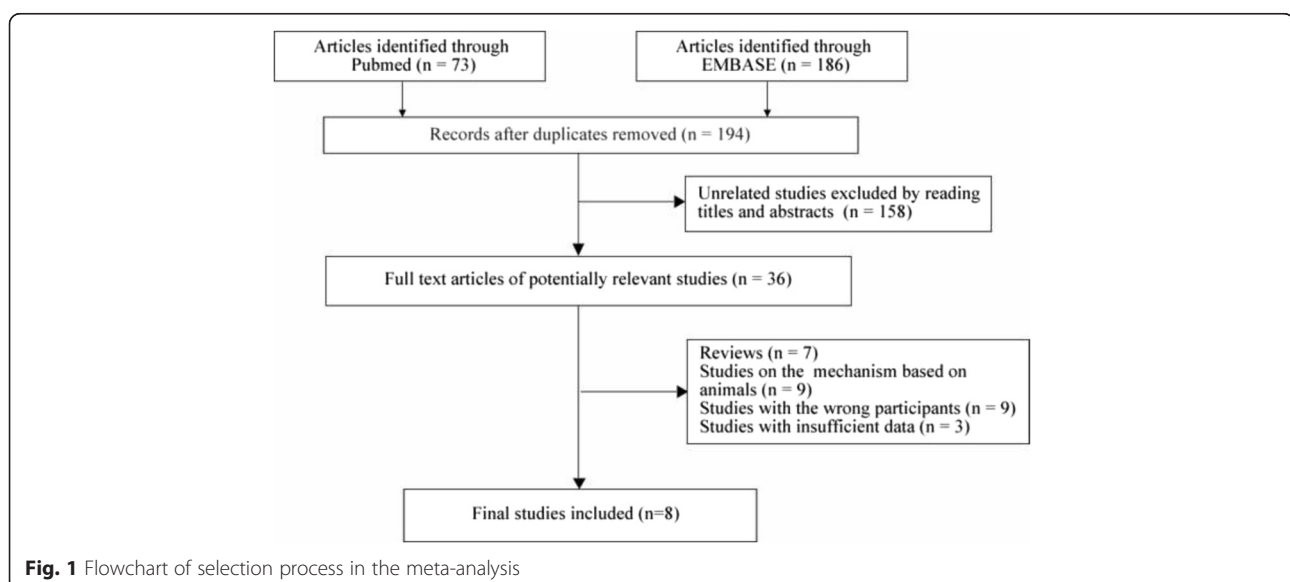 Articles identified through
Pubmed (n = 73)
Articles identified through
EMBASE (n = 186)
Records after duplicates removed (n = 194)
Unrelated studies excluded by reading
titles and abstracts (n = 158)
Full text articles of potentially relevant studies (n = 36)
Reviews (n = 7)
Studies on the mechanism based on
animals (n = 9)
Studies with the wrong participants (n = 9)
Studies with insufficient data (n = 3)
Final studies included (n=8)
Fig. 1 Flowchart of selection process in the meta-analysis